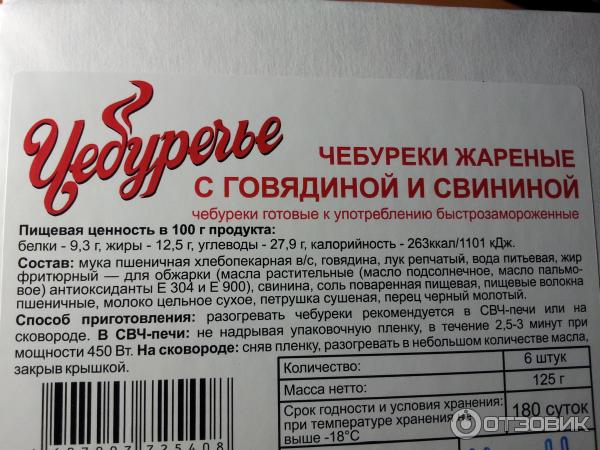 Чебуречье
ЧЕБУРЕКИ ЖАРЕНЫЕ
С ГОВЯДИНОЙ И СВИНИНОЙ
чебуреки готовые к употреблению быстрозамороженные
Пищевая ценность в 100 г продукта:
белки - 9,3 г, жиры - 12,5 г, углеводы - 27,9 г, калорийность - 263ккал/1101 кДж.
Состав: мука пшеничная хлебопекарная в/с, говядина, лук репчатый, вода питьевая, жир
фритюрный — для обжарки (масла растительные (масло подсолнечное, масло пальмо-
вое) антиоксиданты Е 304 и Е 900), свинина, соль поваренная пищевая, пищевые волокна
пшеничные, молоко цельное сухое, петрушка сушеная, перец черный молотый.
Способ приготовления: разогревать чебуреки рекомендуется в СВЧ-печи или на
сковороде. В СВЧ-печи: не надрывая упаковочную пленку, в течение 2,5-3 минут при
мощности 450 Вт. На сковороде: сняв пленку, разогревать в небольшом количестве масла,
закрыв крышкой.
Количество: 6 штук
Масса нетто: 125 г
Срок годности и условия хранения:
при температуре хранения не
выше -18°С
180 суток
ОТЗОВИК